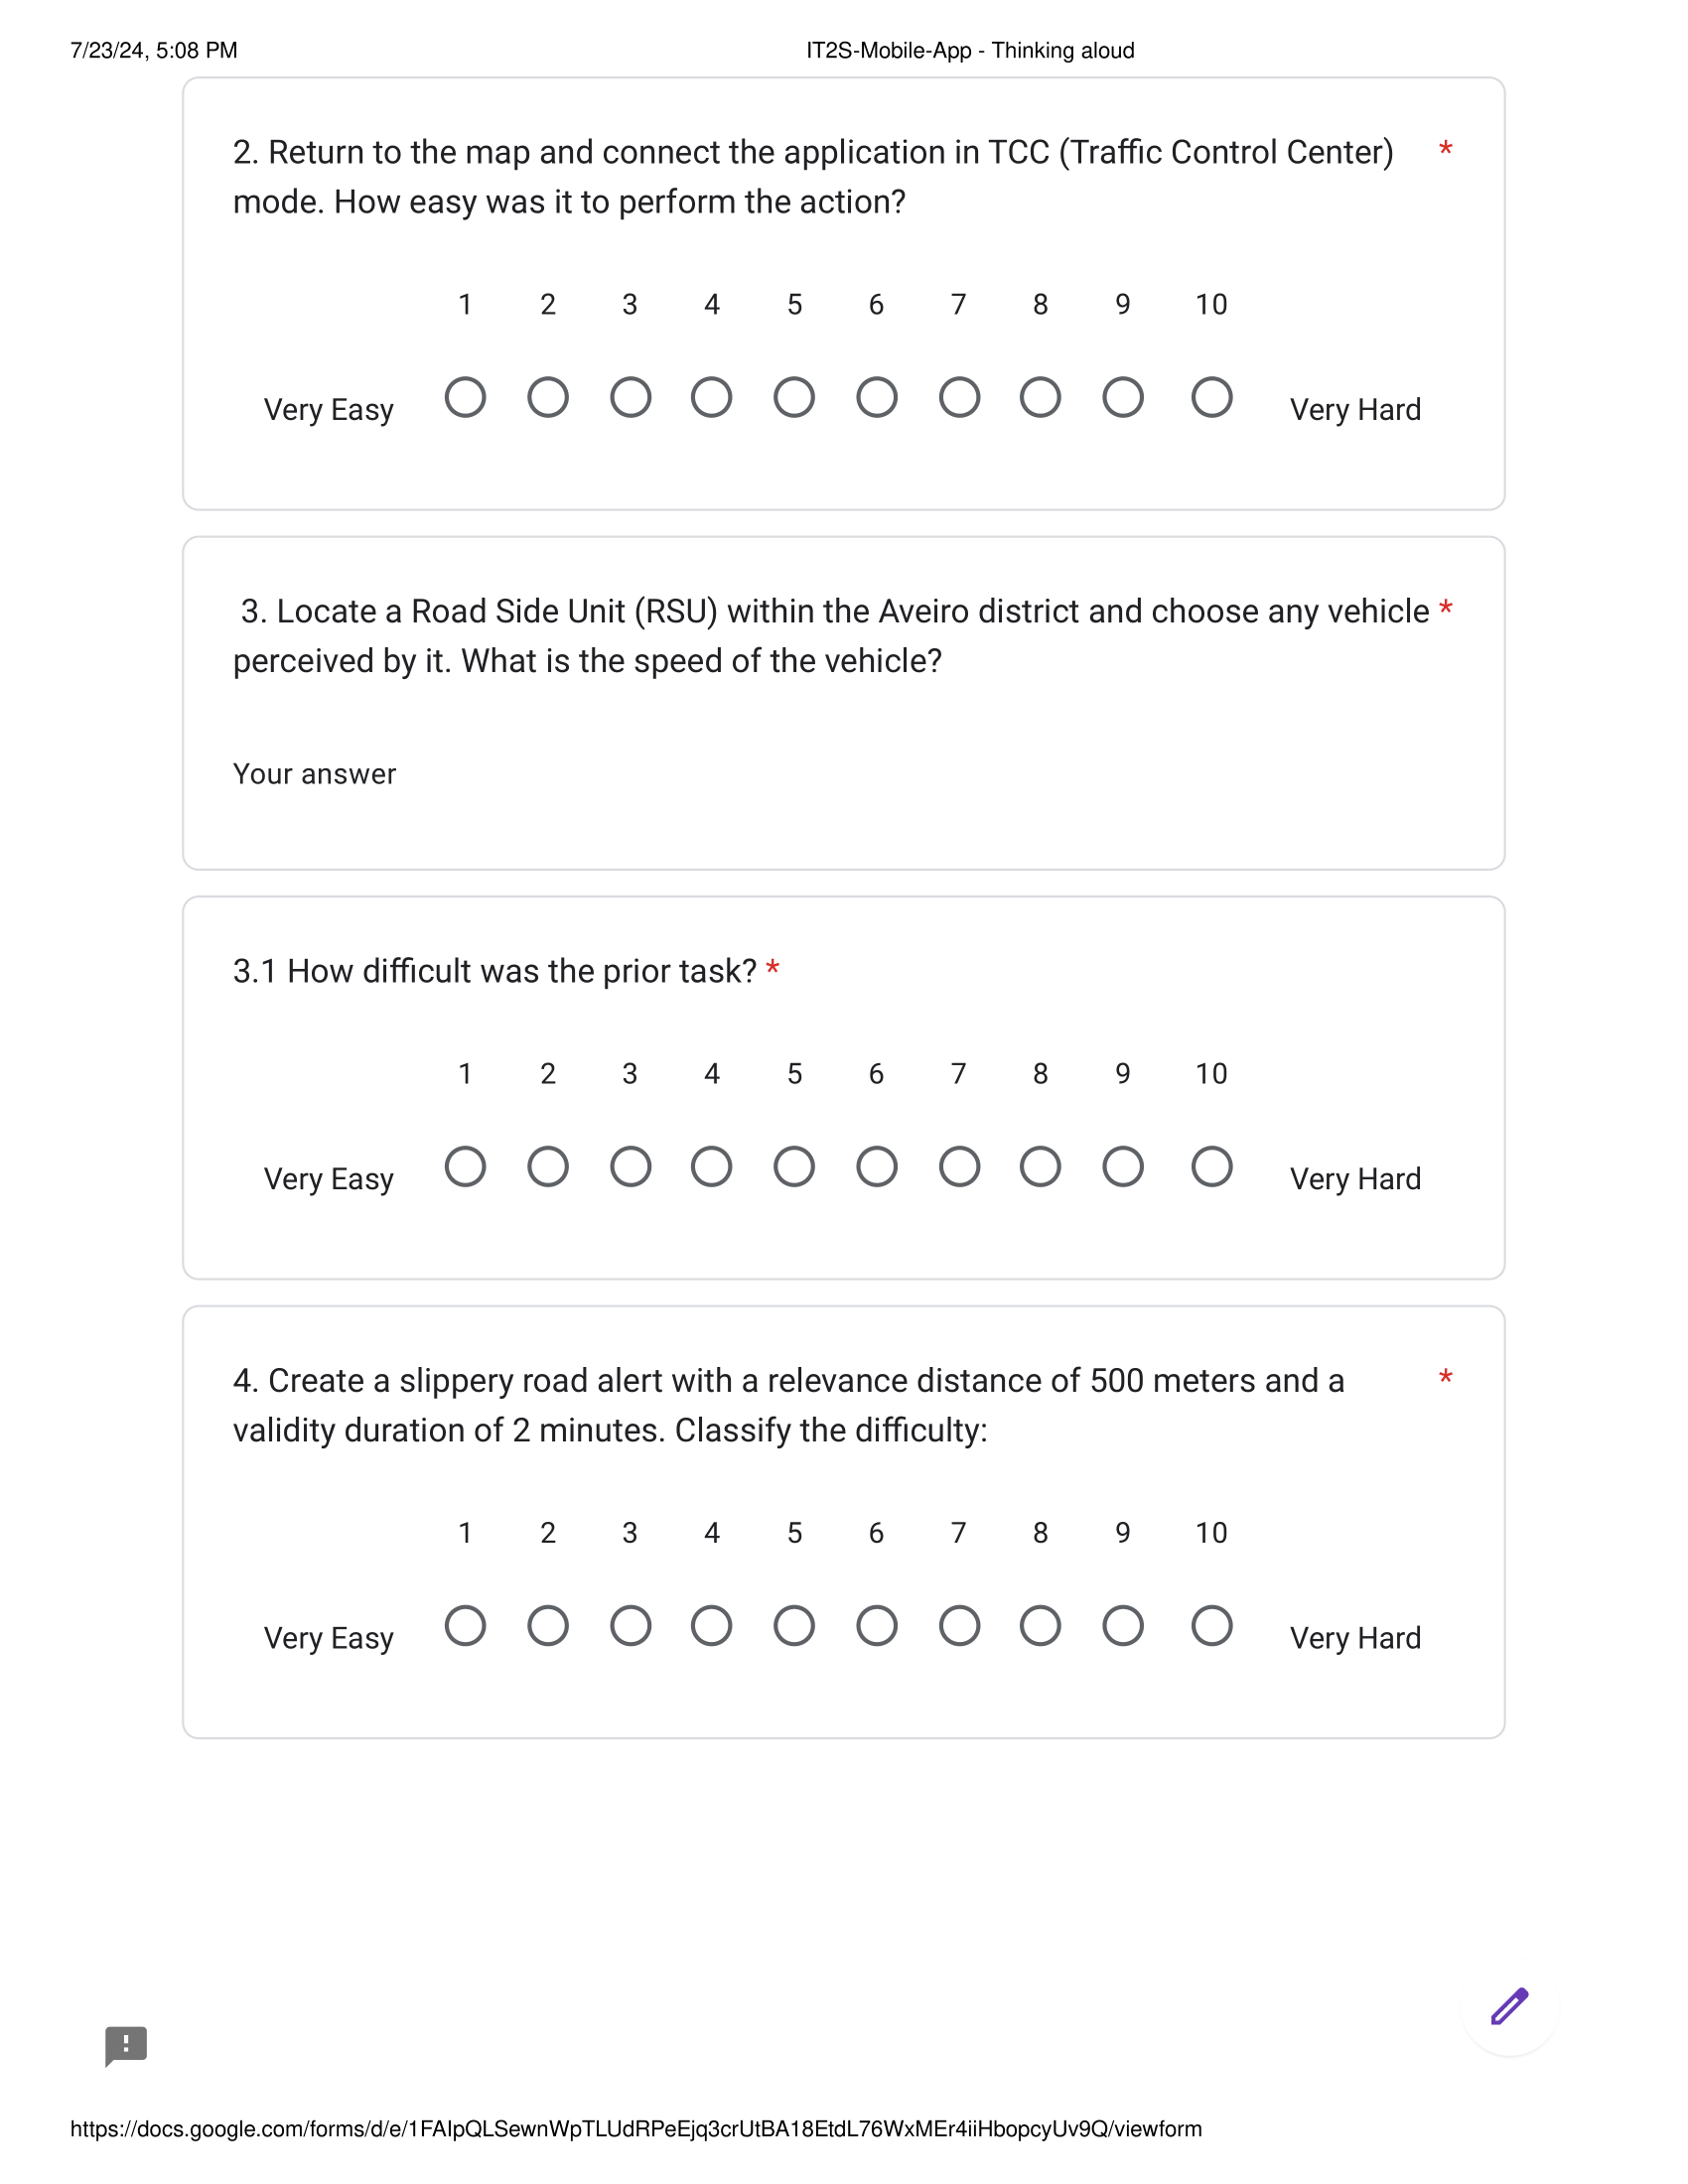 7/23/24, 5:08 PM
IT2S-Mobile-App - Thinking aloud
2. Return to the map and connect the application in TCC (Traffic Control Center) *
mode. How easy was it to perform the action?
1 2 3 4 5 6 7 8 9 10
Very Easy Very Hard
3. Locate a Road Side Unit (RSU) within the Aveiro district and choose any vehicle *
perceived by it. What is the speed of the vehicle?
Your answer
3.1 How difficult was the prior task? *
1 2 3 4 5 6 7 8 9 10
Very Easy Very Hard
4. Create a slippery road alert with a relevance distance of 500 meters and a *
validity duration of 2 minutes. Classify the difficulty:
1 2 3 4 5 6 7 8 9 10
Very Easy Very Hard
https://docs.google.com/forms/d/e/1FAIpQLSewnWpTLUdRPeEjq3crUtBA18EtdL76WxMEr4iiHbopcyUv9Q/viewform